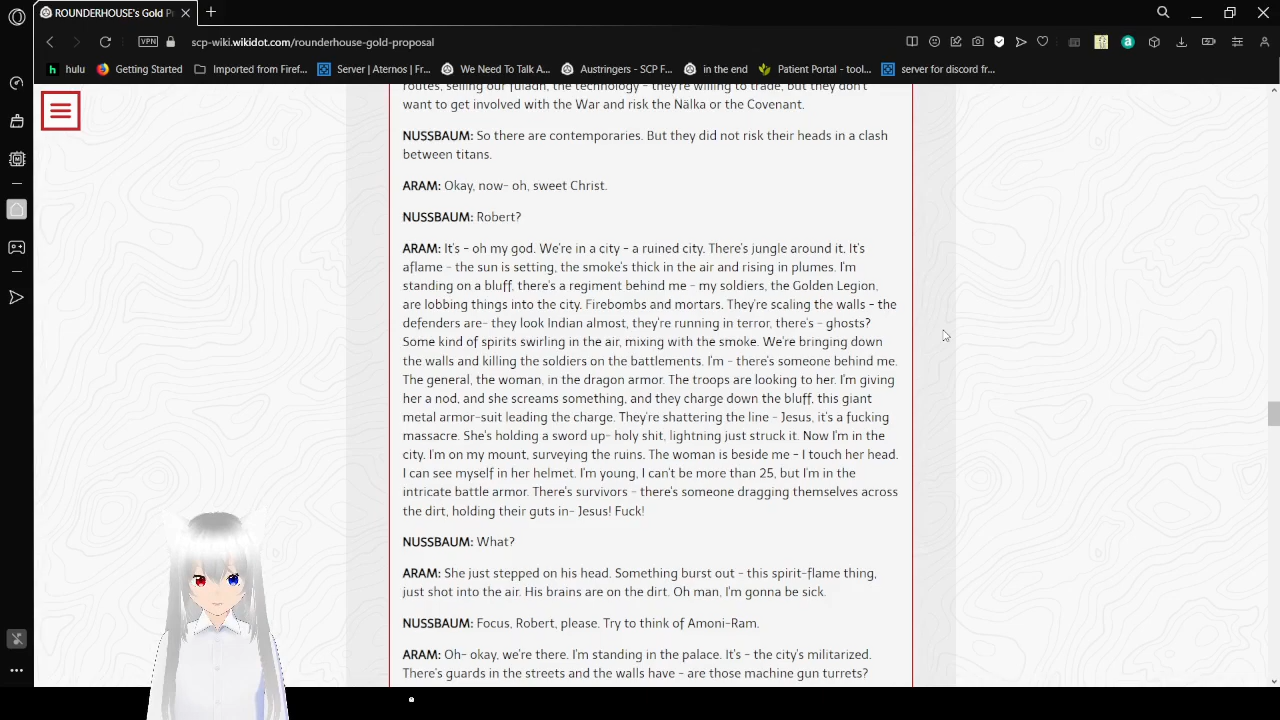 ROUNDERHOUSE's Gold P
VPN
scp-wiki.wikidot.com/rounderhouse-gold-proposal
a
h hulu
Getting Started
Imported from Firef...
Server | Aternos | Fr...
We Need To Talk A...
Austringers - SCP F...
in the end
Patient Portal - tool...
server for discord fr...
routes, selling our fuladh, the technology - they're willing to trade, but they don't
want to get involved with the War and risk the Nälka or the Covenant.
NUSSBAUM: So there are contemporaries. But they did not risk their heads in a clash
between titans.
ARAM: Okay, now- oh, sweet Christ.
NUSSBAUM: Robert?
ARAM: It's - oh my god. We're in a city - a ruined city. There's jungle around it. It's
aflame - the sun is setting, the smoke's thick in the air and rising in plumes. I'm
standing on a bluff, there's a regiment behind me - my soldiers, the Golden Legion,
are lobbing things into the city. Firebombs and mortars. They're scaling the walls - the
defenders are- they look Indian almost, they're running in terror, there's - ghosts?
Some kind of spirits swirling in the air, mixing with the smoke. We're bringing down
the walls and killing the soldiers on the battlements. I'm - there's someone behind me.
The general, the woman, in the dragon armor. The troops are looking to her. I'm giving
her a nod, and she screams something, and they charge down the bluff, this giant
metal armor-suit leading the charge. They're shattering the line - Jesus, it's a fucking
massacre. She's holding a sword up- holy shit, lightning just struck it. Now I'm in the
city. I'm on my mount, surveying the ruins. The woman is beside me - I touch her head.
I can see myself in her helmet. I'm young, I can't be more than 25, but I'm in the
intricate battle armor. There's survivors - there's someone dragging themselves across
the dirt, holding their guts in- Jesus! Fuck!
NUSSBAUM: What?
ARAM: She just stepped on his head. Something burst out - this spirit-flame thing,
just shot into the air. His brains are on the dirt. Oh man, I'm gonna be sick.
NUSSBAUM: Focus, Robert, please. Try to think of Amoni-Ram.
ARAM: Oh- okay, we're there. I'm standing in the palace. It's - the city's militarized.
There's guards in the streets and the walls have - are those machine gun turrets?